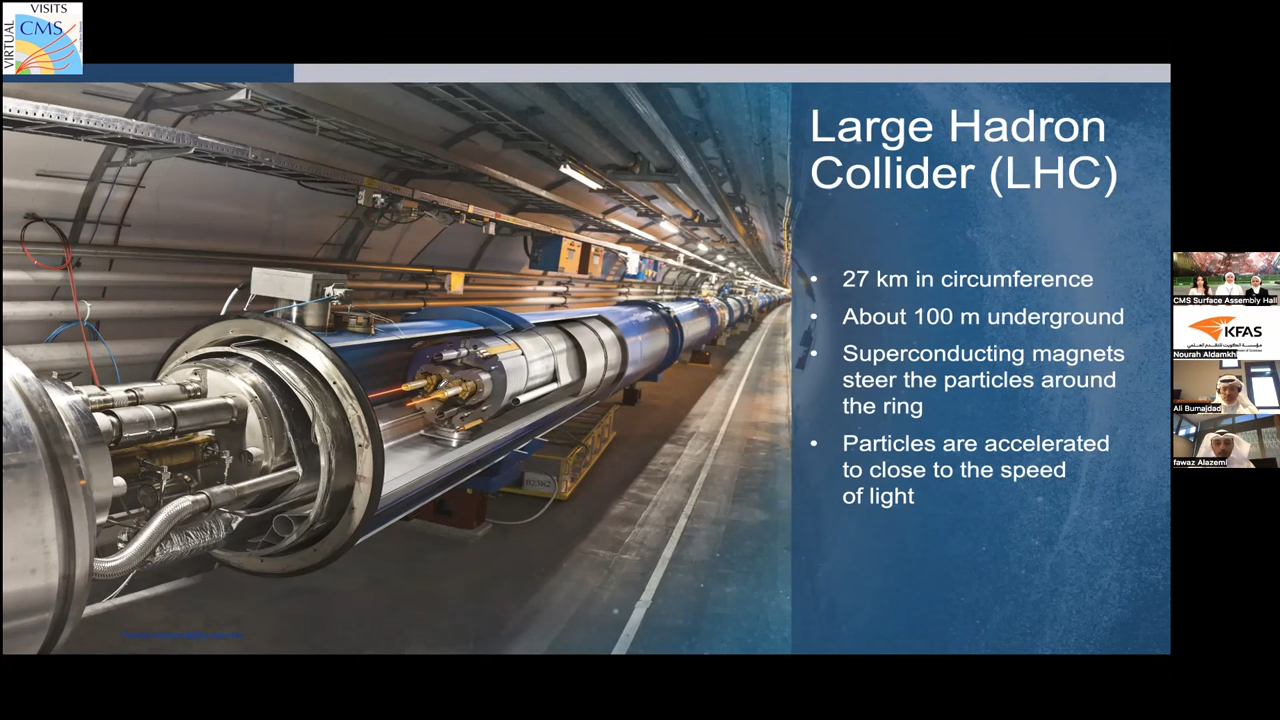 VISITS
CMS
VIRTUAL
Large Hadron
Collider (LHC)
• 27 km in circumference
• About 100 m underground
• Superconducting magnets
steer the particles around
the ring
• Particles are accelerated
to close to the speed
of light
CMS Surface Assembly Hall
KFAS
مؤسسة الكويت للتقدم العلمي
Nourah Aldamkhi
Ali Bumajdad
fawaz Alazemi